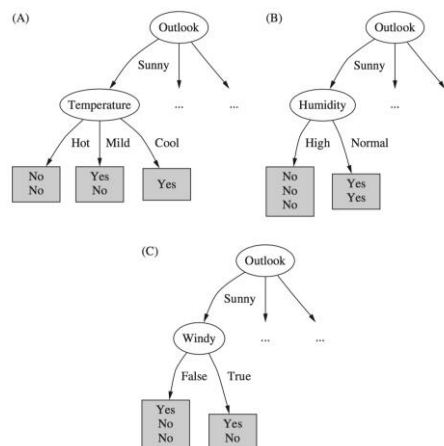 (A)
Outlook
Sunny
Temperature
...
...
Hot
Mild
Cool
No
No
Yes
No
Yes
(B)
Outlook
Sunny
Humidity
...
High
Normal
No
No
No
Yes
Yes
(C)
Outlook
Sunny
Windy
...
...
False
True
Yes
No
No
Yes
No